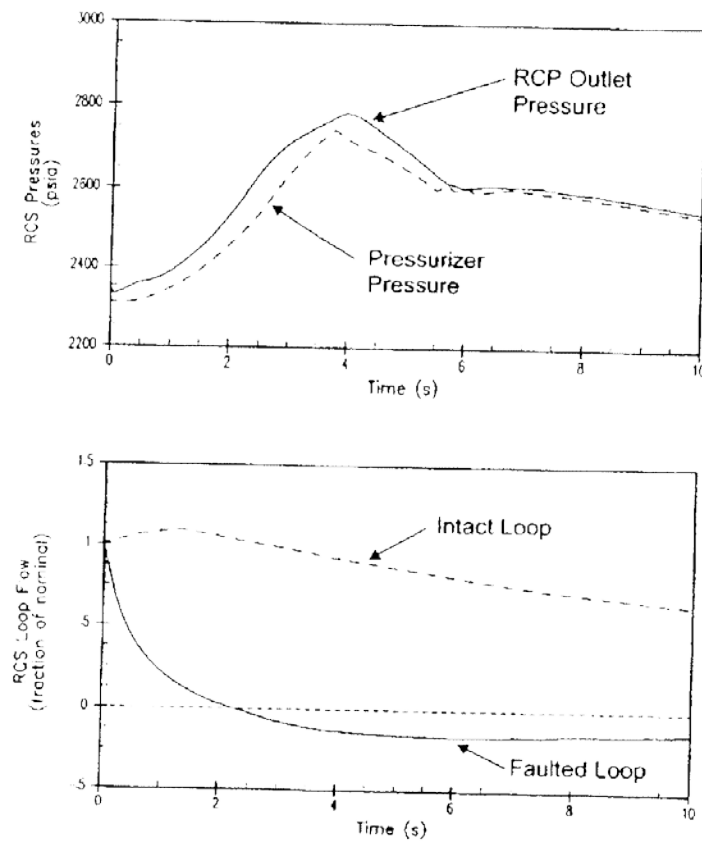 3000
2800
2600
2400
2200
RCS Pressures
(psia)
RCP Outlet
Pressure
Pressurizer
Pressure
0
2
4
6
8
10
Time (s)
1.5
1
.5
0
-.5
RCS Loop Flow
(fraction of nominal)
Intact Loop
Faulted Loop
0
2
4
6
8
10
Time (s)